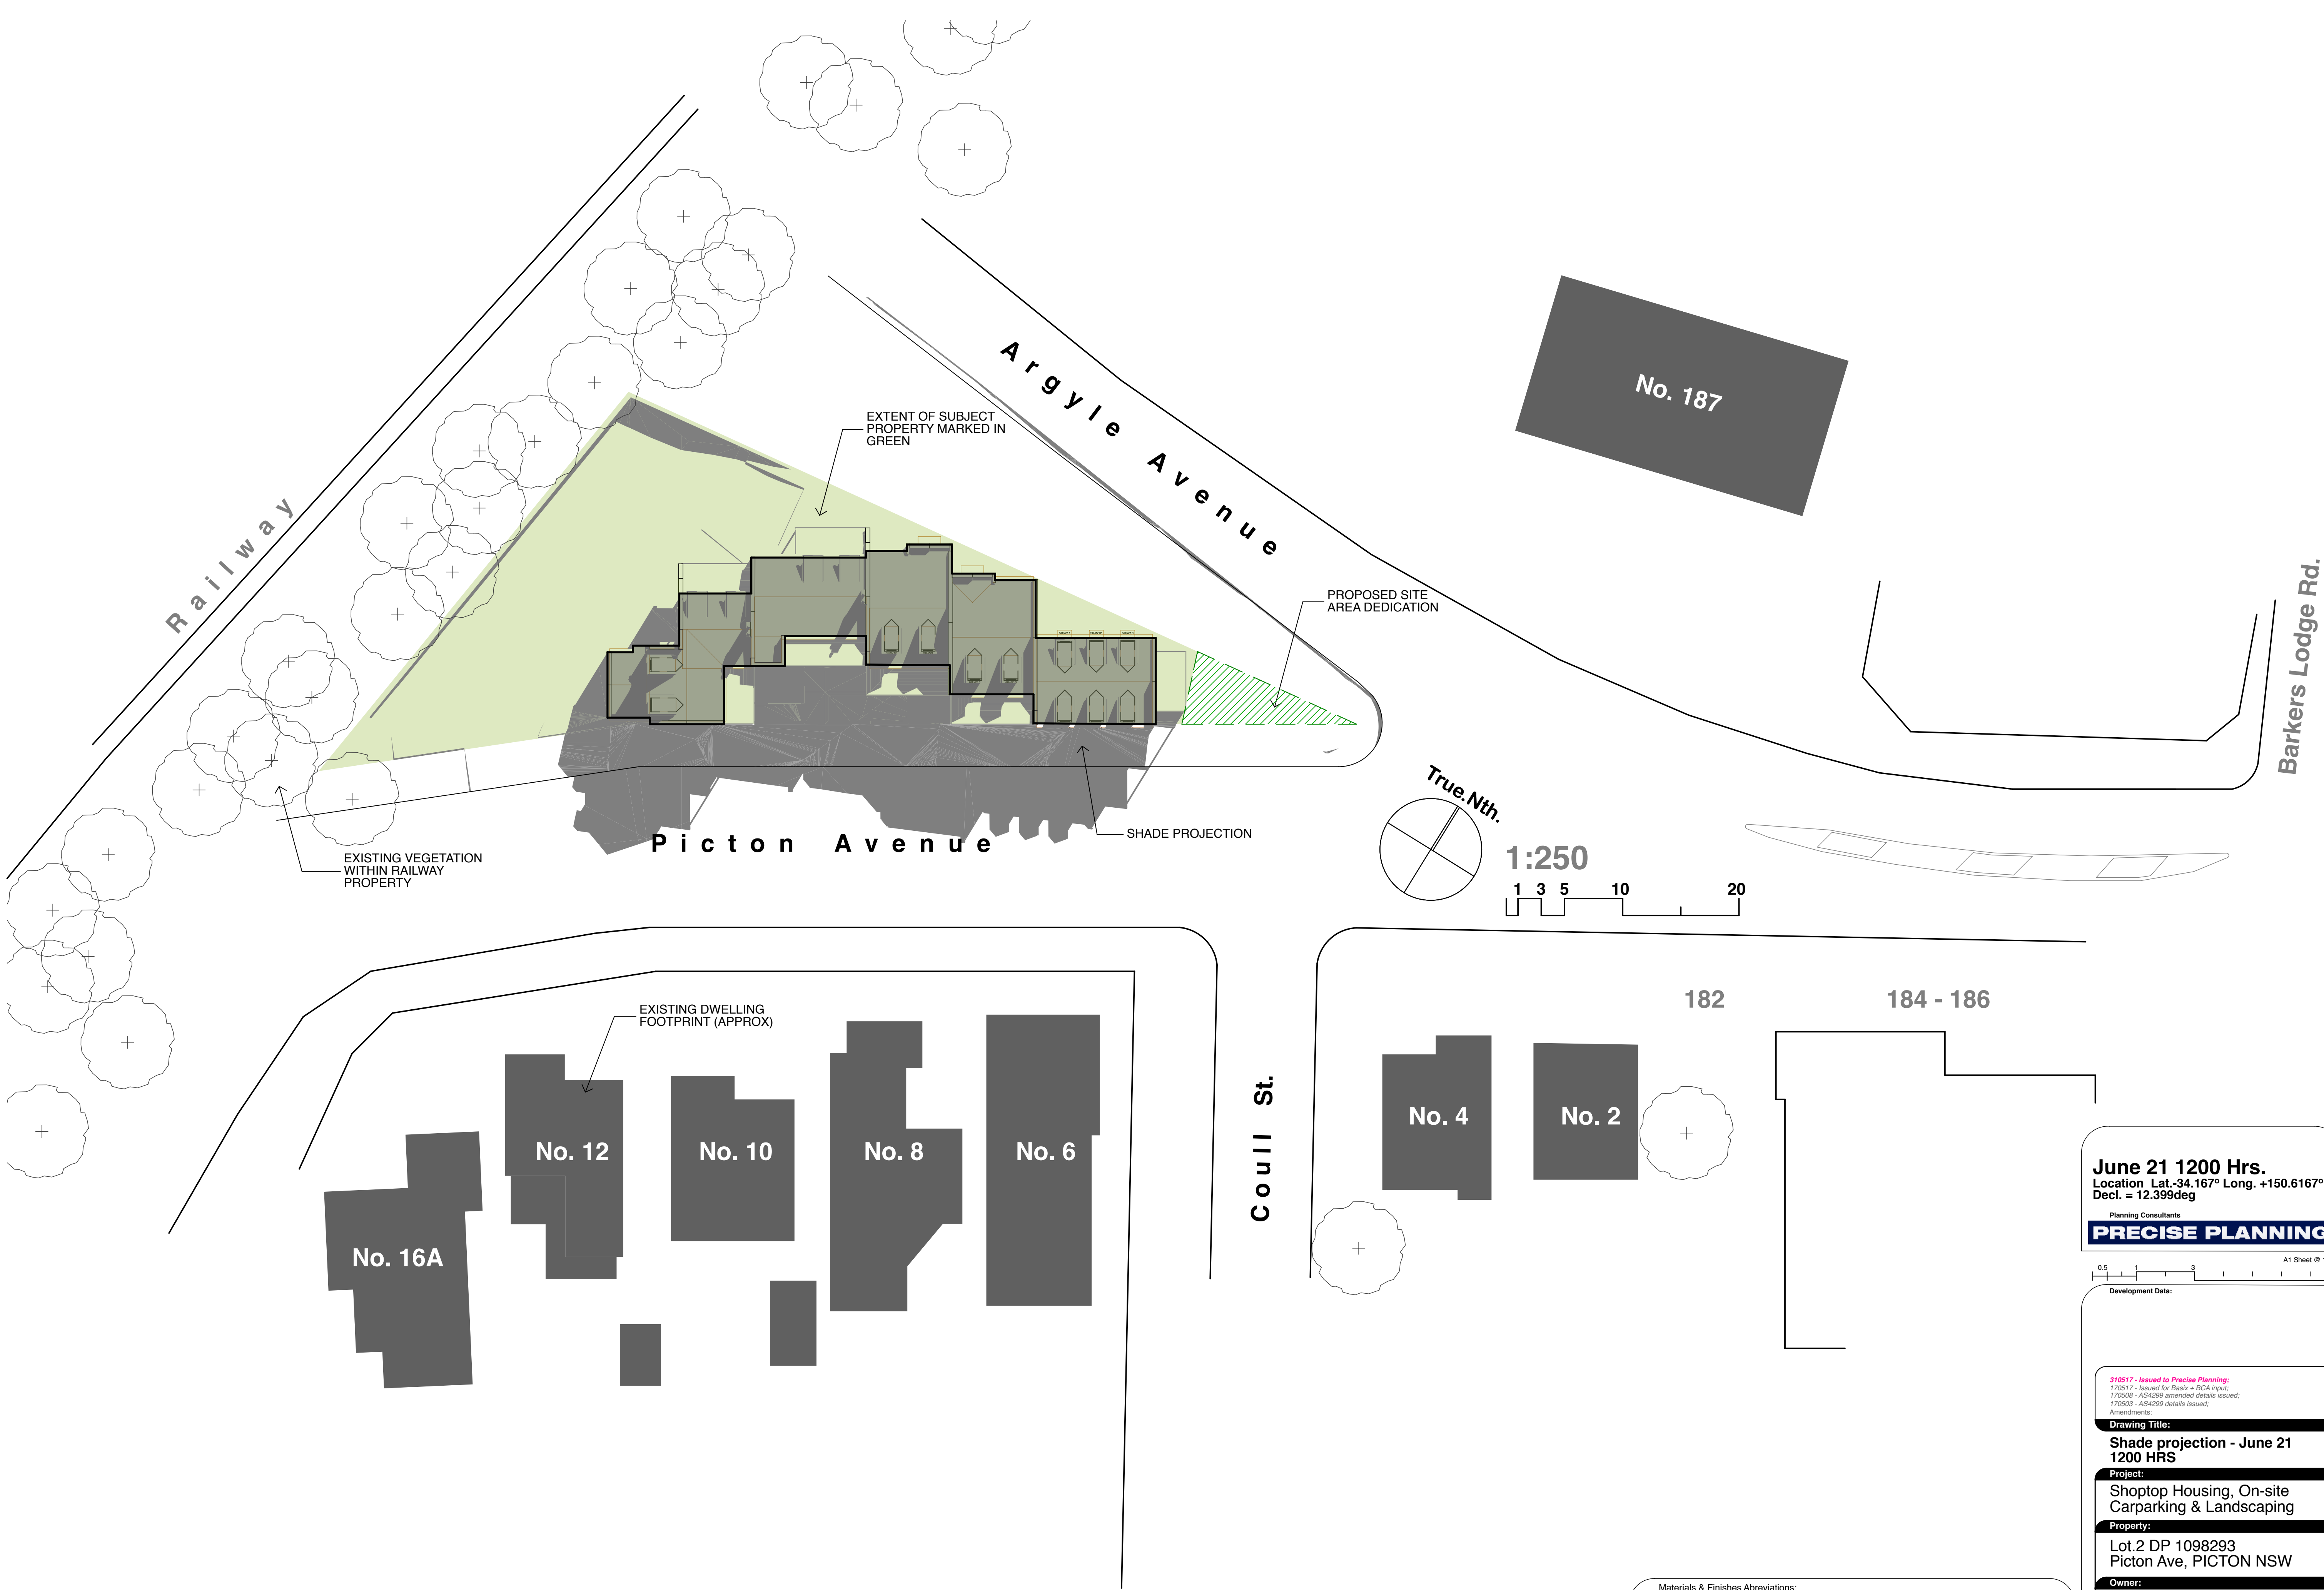 Railway
Argyle Avenue
EXTENT OF SUBJECT
PROPERTY MARKED IN
GREEN
No. 187
PROPOSED SITE
AREA DEDICATION
Barkers Lodge Rd.
SHADE PROJECTION
Picton Avenue
EXISTING VEGETATION
WITHIN RAILWAY
PROPERTY
True.Nth.
1:250
1 3 5 10 20
EXISTING DWELLING
FOOTPRINT (APPROX)
182
184 - 186
Coull St.
No. 16A
No. 12
No. 10
No. 8
No. 6
No. 4
No. 2
June 21 1200 Hrs.
Location Lat.-34.167º Long. +150.6167º
Decl. = 12.399deg
Planning Consultants
PRECISE PLANNING
A1 Sheet @
0.5 1 3
Development Data:
310517 - Issued to Precise Planning;
170517 - Issued for Basix + BCA input;
170508 - AS4299 amended details issued;
170503 - AS4299 details issued;
Amendments:
Drawing Title:
Shade projection - June 21
1200 HRS
Project:
Shoptop Housing, On-site
Carparking & Landscaping
Property:
Lot.2 DP 1098293
Picton Ave, PICTON NSW
Owner:
Materials & Finishes Abreviations: